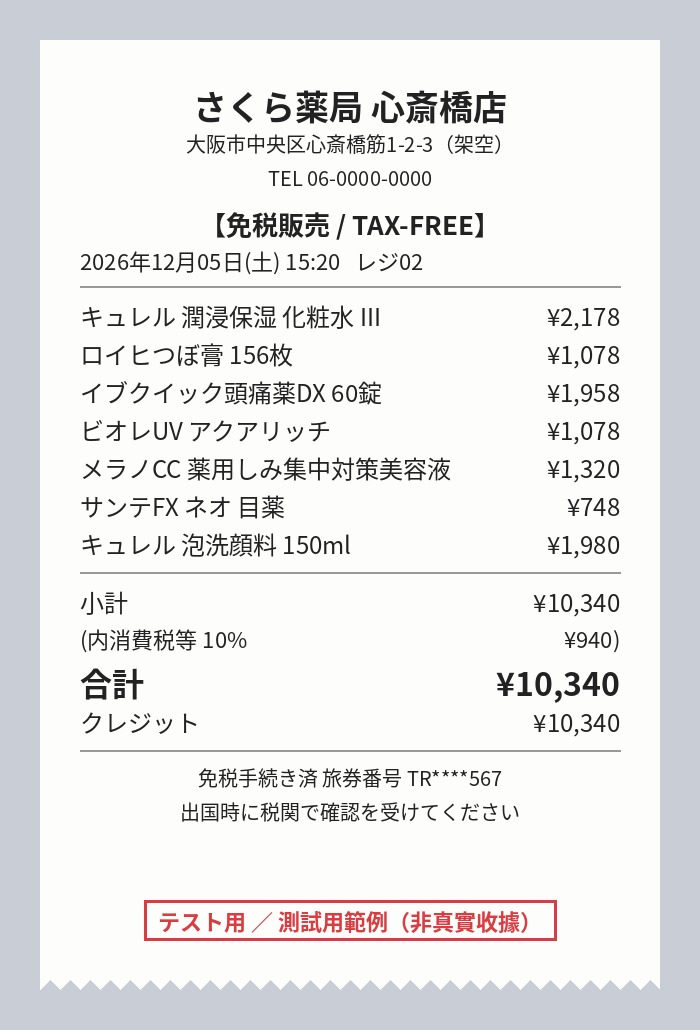 さくら薬局 心斎橋店
大阪市中央区心斎橋筋1-2-3（架空）
TEL 06-0000-0000
【免税販売 / TAX-FREE】
2026年12月05日(土) 15:20 レジ02
キュレル 潤浸保湿 化粧水 III ¥2,178
ロイヒつぼ膏 156枚 ¥1,078
イブクイック頭痛薬DX 60錠 ¥1,958
ビオレUV アクアリッチ ¥1,078
メラノCC 薬用しみ集中対策美容液 ¥1,320
サンテFX ネオ 目薬 ¥748
キュレル 泡洗顔料 150ml ¥1,980
小計 ¥10,340
(内消費税等 10% ¥940)
合計 ¥10,340
クレジット ¥10,340
免税手続き済 旅券番号 TR****567
出国時に税関で確認を受けてください
テスト用 ／ 測試用範例（非真實收據）